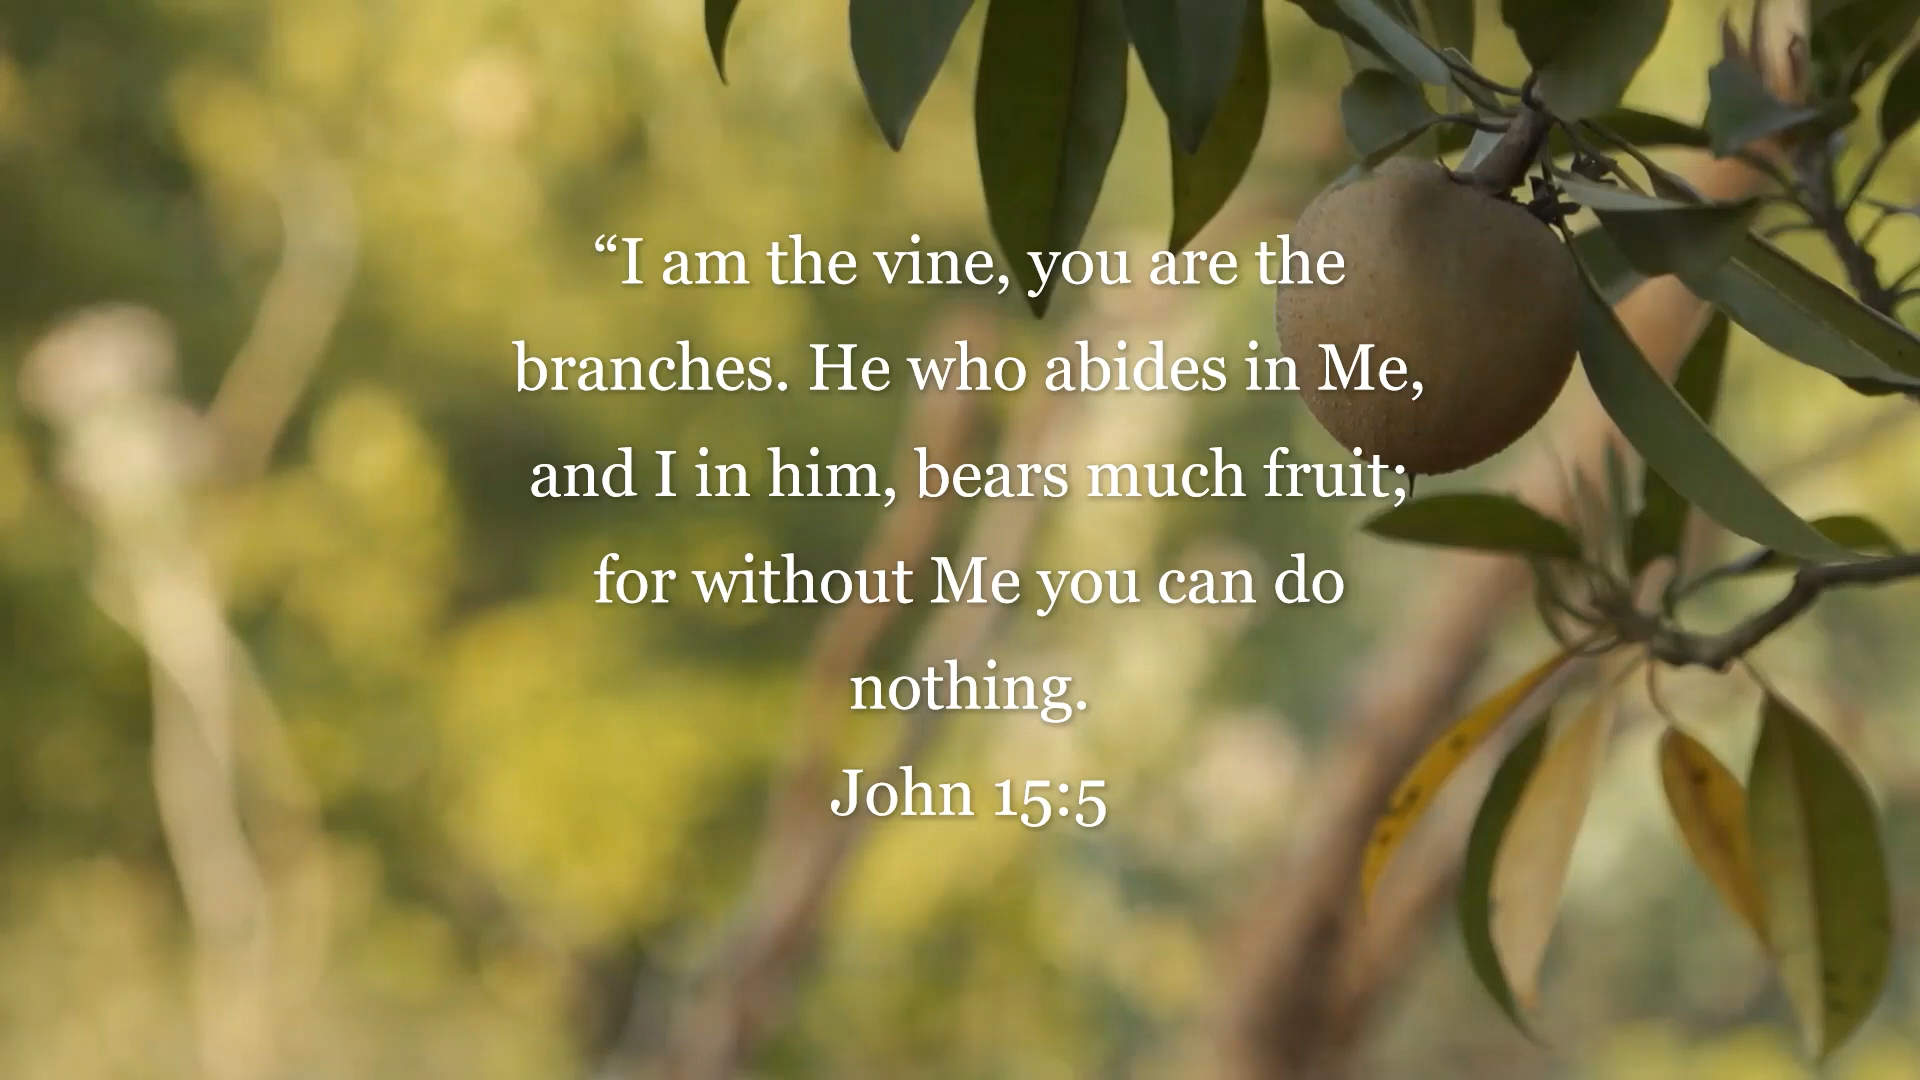 “I am the vine, you are the
branches. He who abides in Me,
and I in him, bears much fruit;
for without Me you can do
nothing.
John 15:5